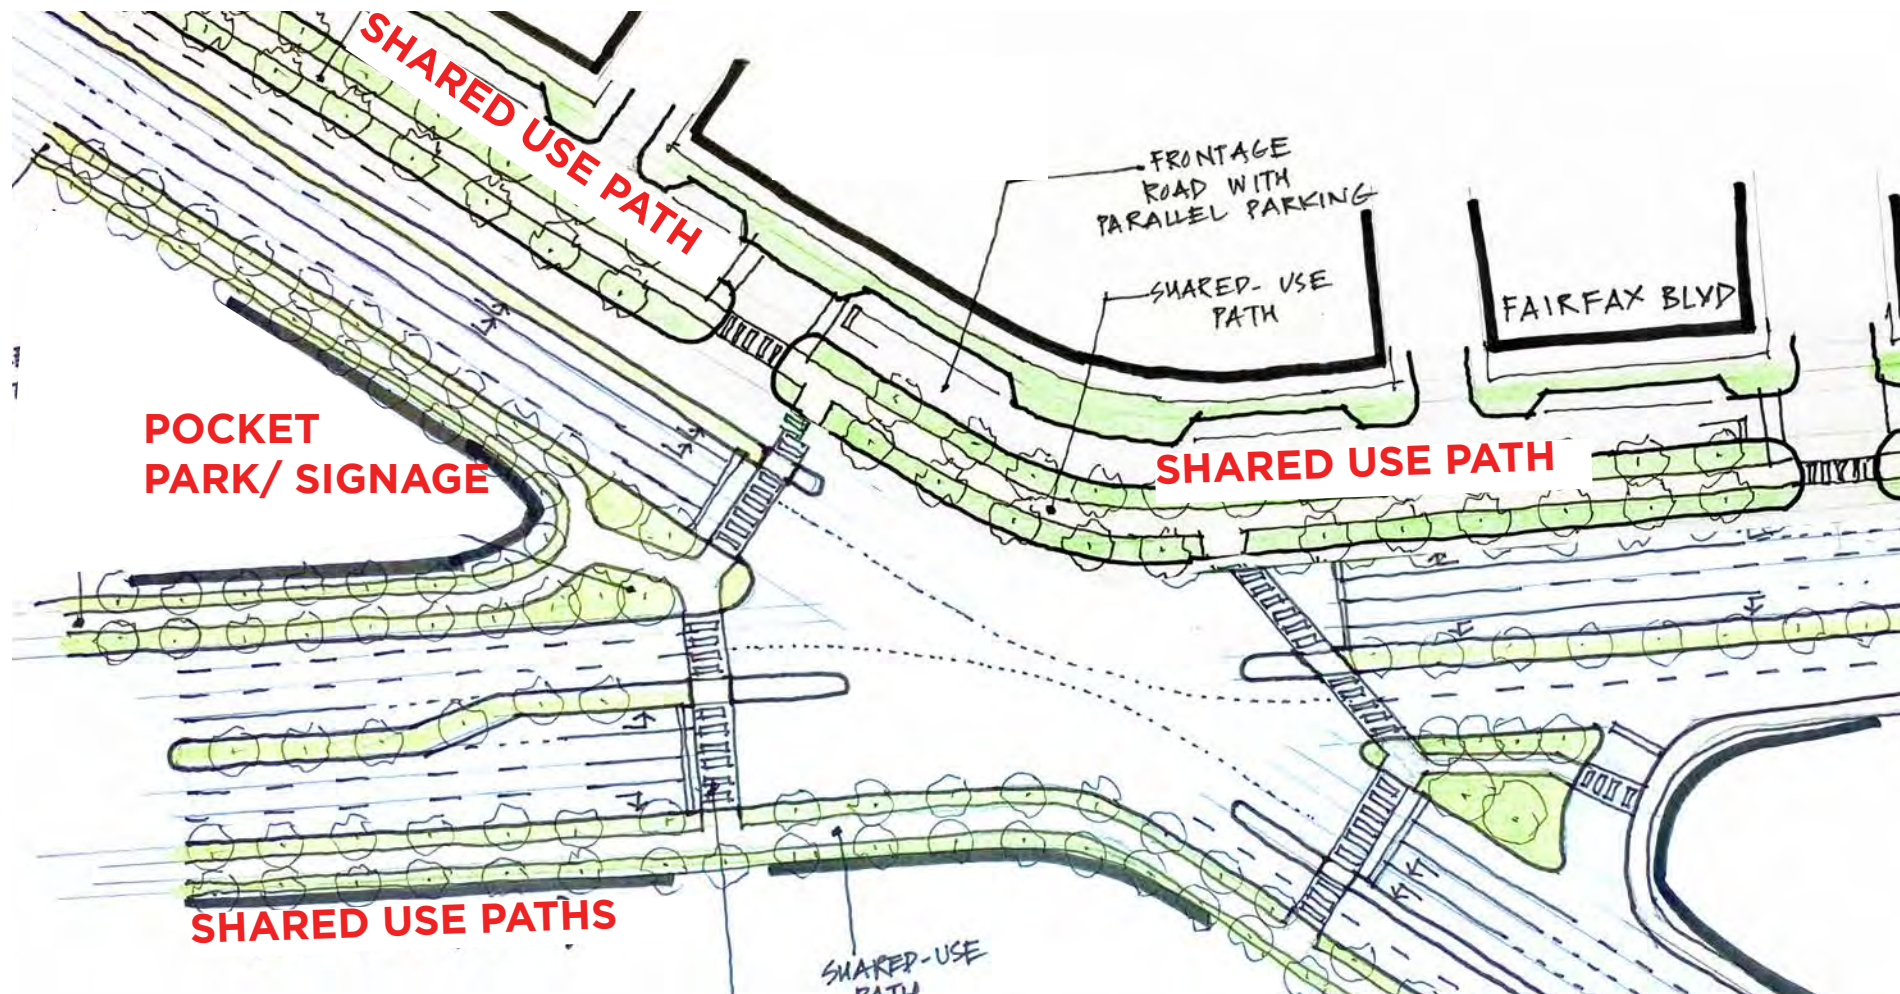 SHARED USE PATH
FRONTAGE
ROAD WITH
PARALLEL PARKING
SHARED-USE
PATH
FAIRFAX BLVD
POCKET
PARK/ SIGNAGE
SHARED USE PATH
SHARED USE PATHS
SHARED-USE
PATH